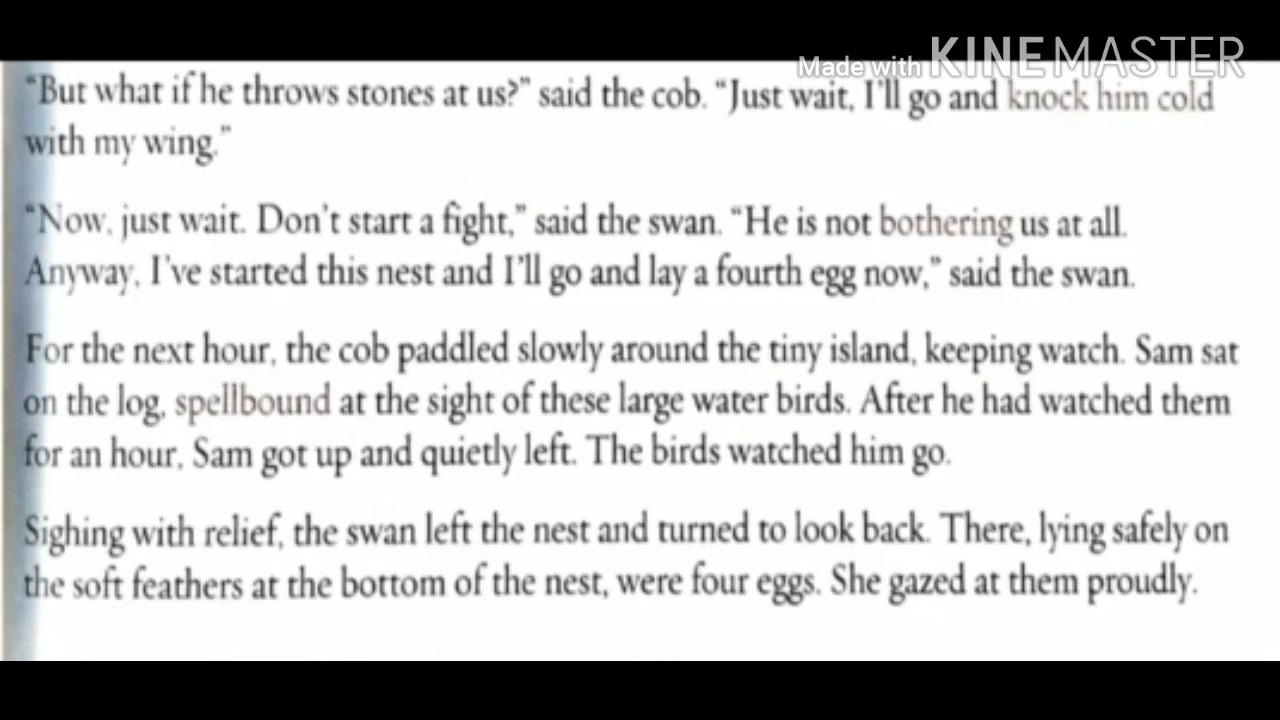 Made with KINEMASTER
“But what if he throws stones at us?” said the cob. “Just wait, I’ll go and knock him cold
with my wing.”
“Now, just wait. Don’t start a fight,” said the swan. “He is not bothering us at all.
Anyway, I’ve started this nest and I’ll go and lay a fourth egg now,” said the swan.
For the next hour, the cob paddled slowly around the tiny island, keeping watch. Sam sat
on the log, spellbound at the sight of these large water birds. After he had watched them
for an hour, Sam got up and quietly left. The birds watched him go.
Sighing with relief, the swan left the nest and turned to look back. There, lying safely on
the soft feathers at the bottom of the nest, were four eggs. She gazed at them proudly.